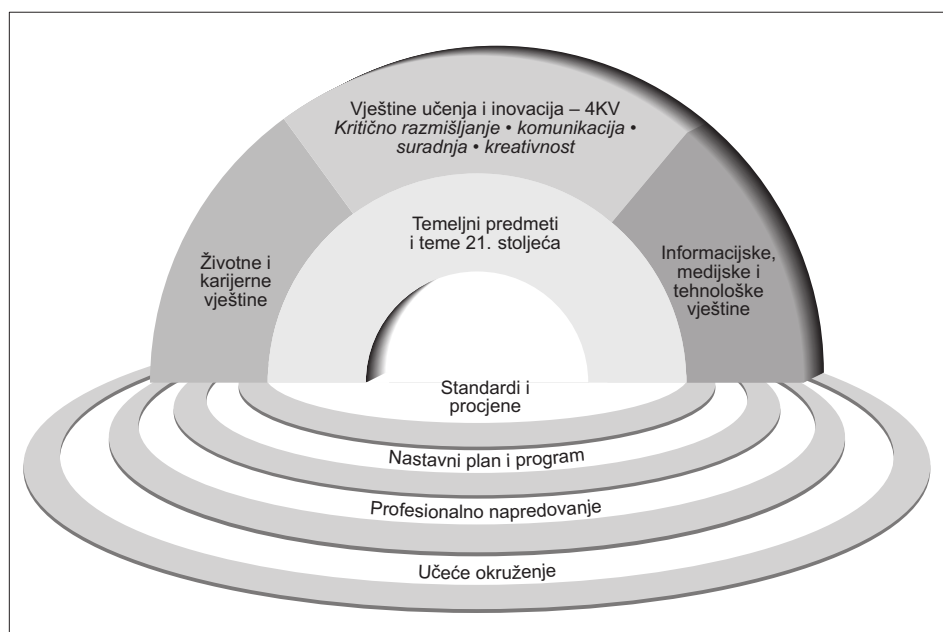 Vještine učenja i inovacija – 4KV
Kritično razmišljanje • komunikacija •
suradnja • kreativnost
Temeljni predmeti
i teme 21. stoljeća
Životne i
karijerne
vještine
Informacijske,
medijske i
tehnološke
vještine
Standardi i
procjene
Nastavni plan i program
Profesionalno napredovanje
Učeće okruženje